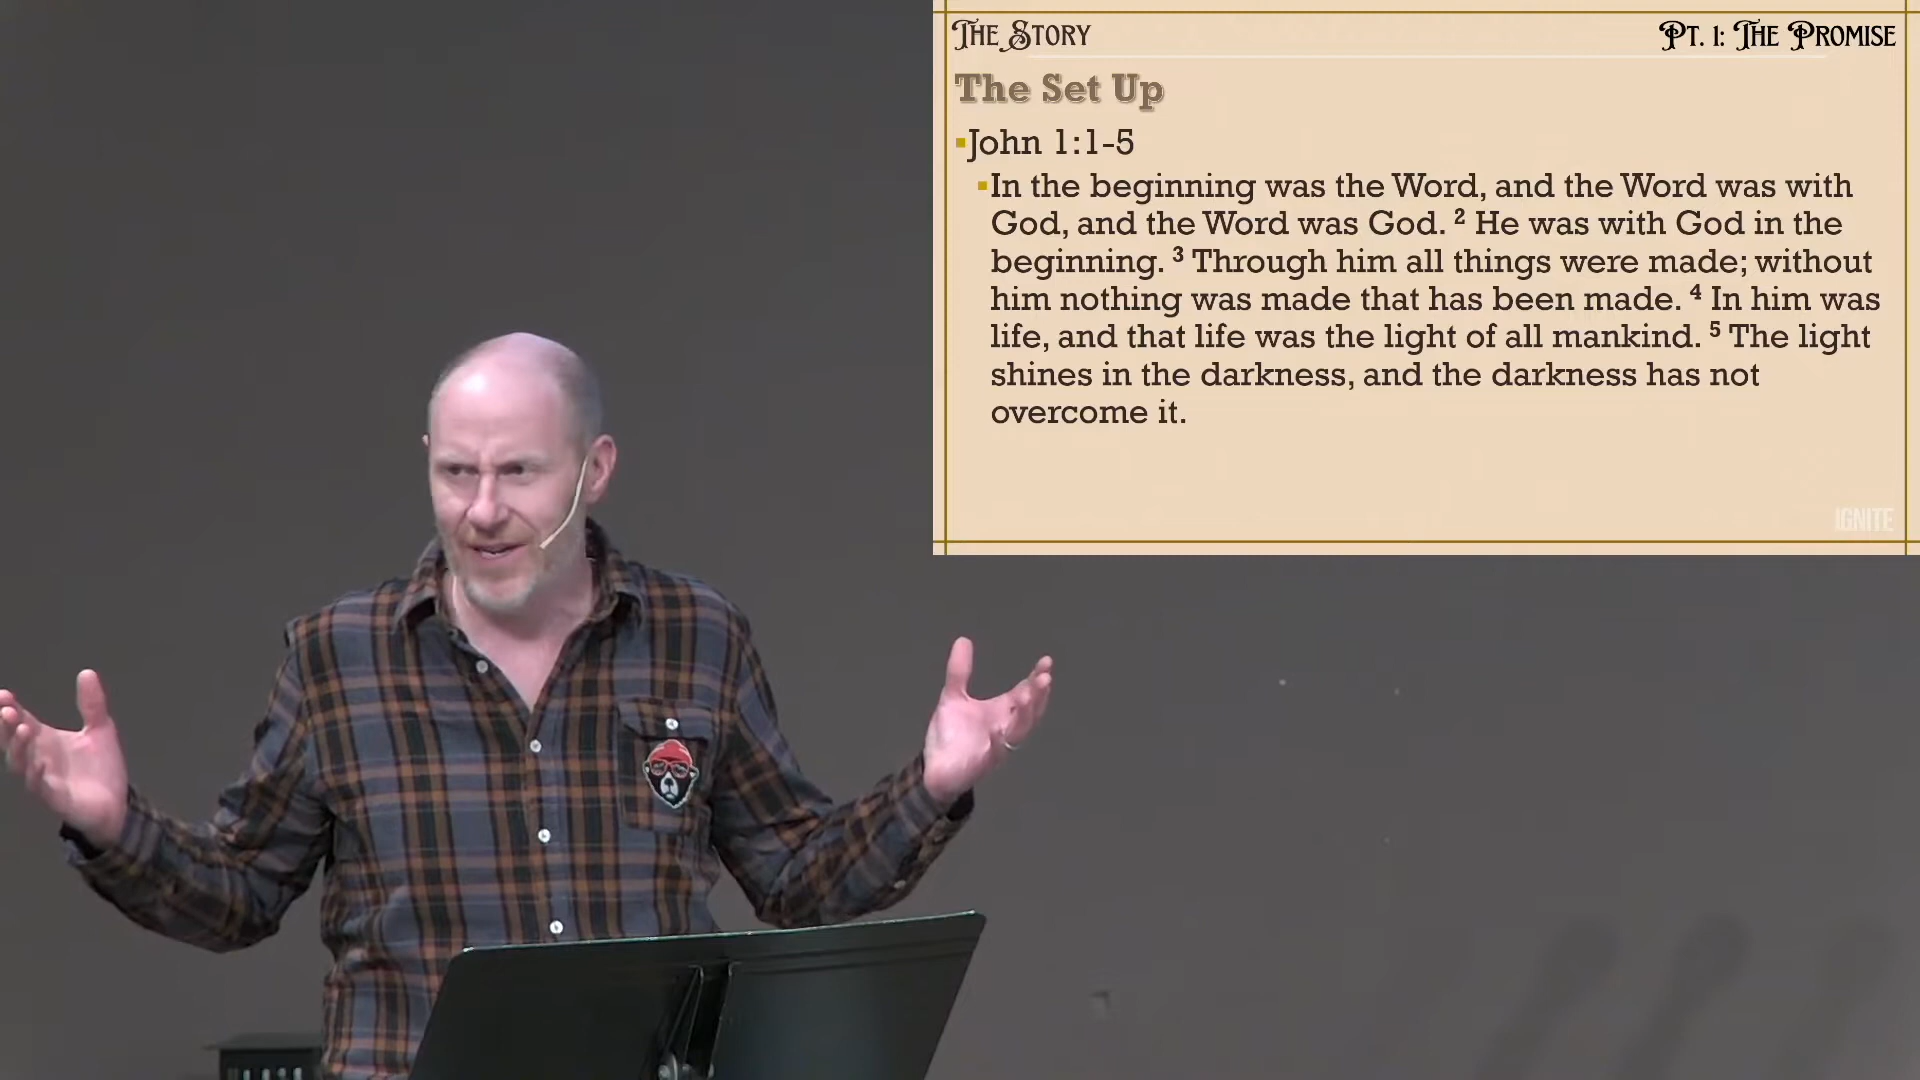 The Story
Pt. 1: The Promise
The Set Up
▪John 1:1-5
▪In the beginning was the Word, and the Word was with
God, and the Word was God. ² He was with God in the
beginning. ³ Through him all things were made; without
him nothing was made that has been made. ⁴ In him was
life, and that life was the light of all mankind. ⁵ The light
shines in the darkness, and the darkness has not
overcome it.
IGNITE